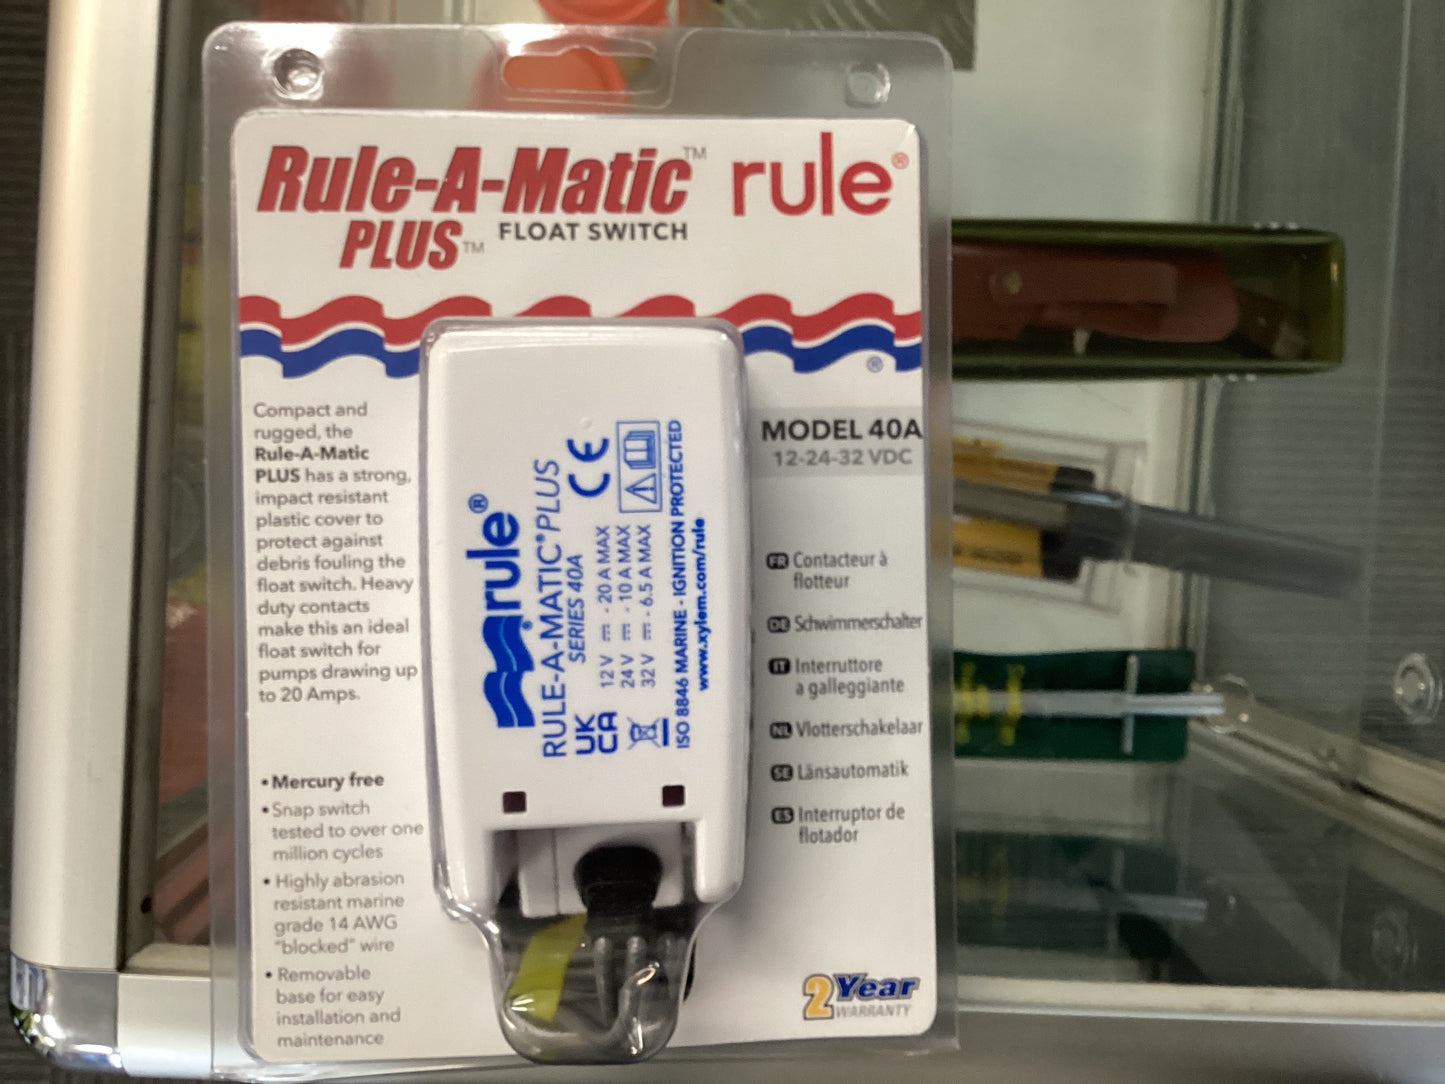 Rule-A-Matic™ rule®
PLUS™ FLOAT SWITCH
®
Compact and
rugged, the
Rule-A-Matic
PLUS has a strong,
impact resistant
plastic cover to
protect against
debris fouling the
float switch. Heavy
duty contacts
make this an ideal
float switch for
pumps drawing up
to 20 Amps.
• Mercury free
• Snap switch
tested to over one
million cycles
• Highly abrasion
resistant marine
grade 14 AWG
"blocked" wire
• Removable
base for easy
installation and
maintenance
rule®
RULE-A-MATIC® PLUS
SERIES 40A
UK
CA
CE
12 V ⎓ - 20 A MAX
24 V ⎓ - 10 A MAX
32 V ⎓ - 6.5 A MAX
ISO 8846 MARINE - IGNITION PROTECTED
www.xylem.com/rule
MODEL 40A
12-24-32 VDC
FR Contacteur à
flotteur
DE Schwimmerschalter
IT Interruttore
a galleggiante
NL Vlotterschakelaar
SE Länsautomatik
ES Interruptor de
flotador
2 Year
WARRANTY